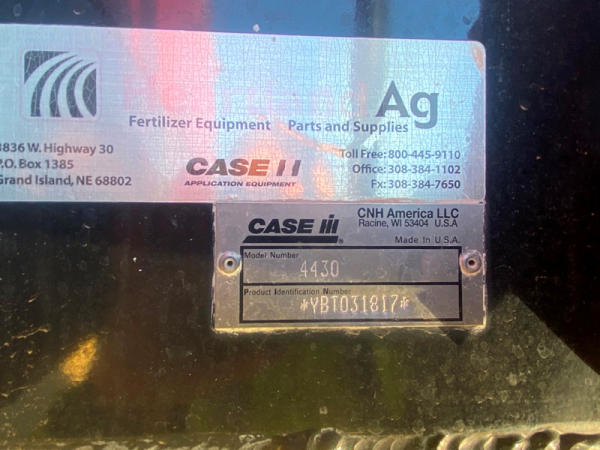 Ag
Fertilizer Equipment Parts and Supplies
3836 W. Highway 30
P.O. Box 1385
Grand Island, NE 68802
CASE II
APPLICATION EQUIPMENT
Toll Free: 800-445-9110
Office: 308-384-1102
Fx: 308-384-7650
CASE III
CNH America LLC
Racine, WI 53404 U.S.A
Made in U.S.A.
Model Number
4430
Product Identification Number
*YBT031817*